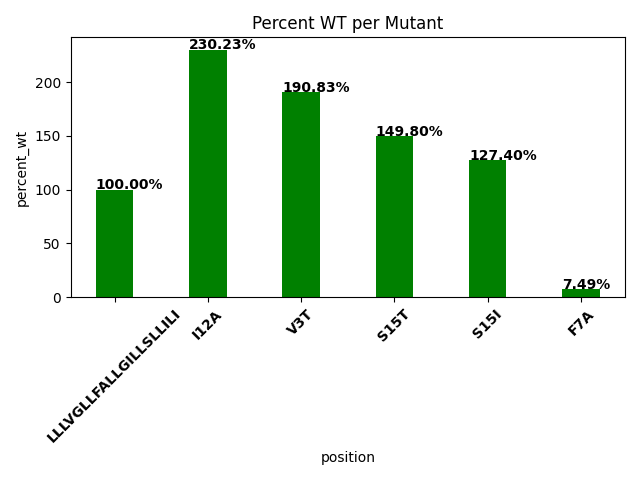 Percent WT per Mutant
percent_wt
200
150
100
50
0
100.00%
230.23%
190.83%
149.80%
127.40%
7.49%
LLLVGLLFALLGILLSLLILI
I12A
V3T
S15T
S15I
F7A
position